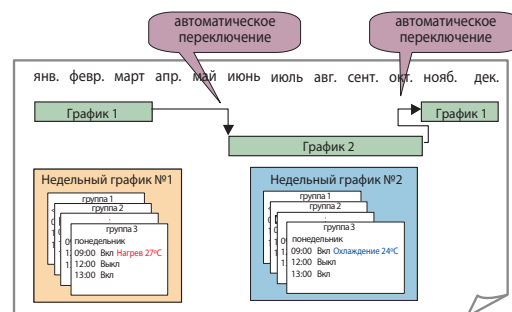 автоматическое
переключение
автоматическое
переключение
янв. февр. март апр. май июнь июль авг. сент. окт. нояб. дек.
График 1
График 1
График 2
Недельный график №1
группа 1
группа 2
группа 3
понедельник
09:00 Вкл Нагрев 27ºC
12:00 Выкл
13:00 Вкл
Недельный график №2
группа 1
группа 2
группа 3
понедельник
09:00 Вкл Охлаждение 24ºC
12:00 Выкл
13:00 Вкл